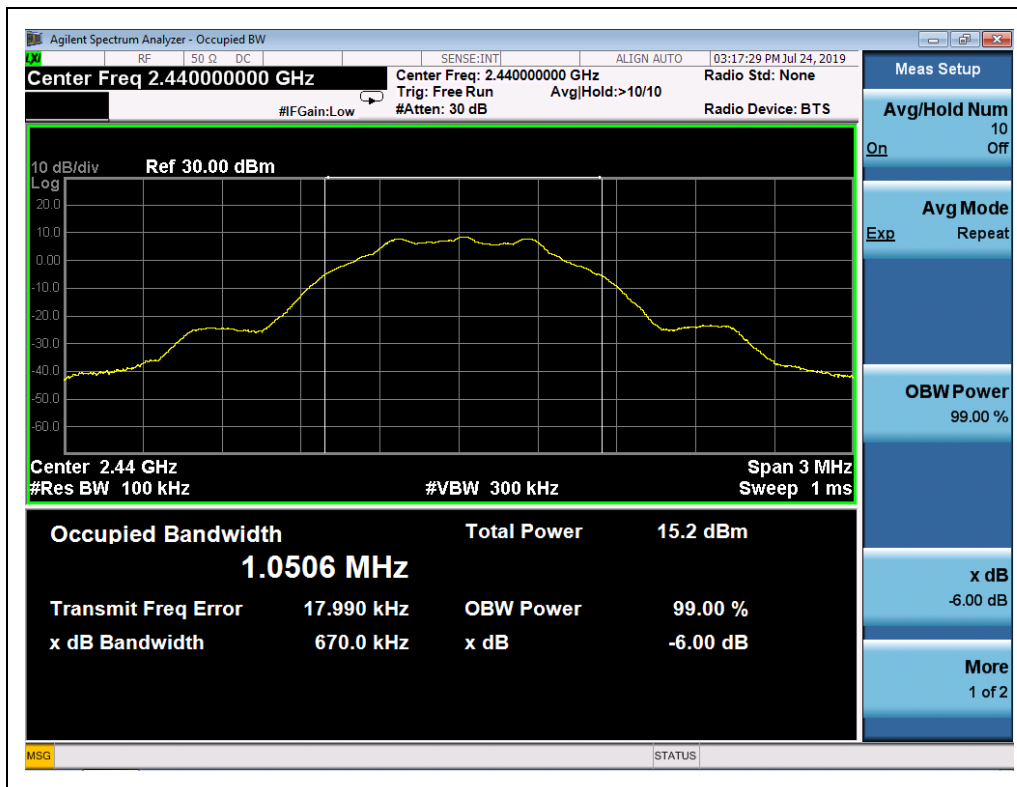 Agilent Spectrum Analyzer - Occupied BW
LXI RF 50 Ω DC SENSE:INT ALIGN AUTO 03:17:29 PM Jul 24, 2019
Center Freq 2.440000000 GHz
Center Freq: 2.440000000 GHz
Radio Std: None
Trig: Free Run Avg|Hold:>10/10
#IFGain:Low
#Atten: 30 dB
Radio Device: BTS
10 dB/div Ref 30.00 dBm
Log
20.0
10.0
0.00
-10.0
-20.0
-30.0
-40.0
-50.0
-60.0
Center 2.44 GHz Span 3 MHz
#Res BW 100 kHz #VBW 300 kHz Sweep 1 ms
Occupied Bandwidth Total Power 15.2 dBm
1.0506 MHz
Transmit Freq Error 17.990 kHz OBW Power 99.00 %
x dB Bandwidth 670.0 kHz x dB -6.00 dB
MSG STATUS
Meas Setup
Avg/Hold Num
10
On Off
Avg Mode
Exp Repeat
OBW Power
99.00 %
x dB
-6.00 dB
More
1 of 2